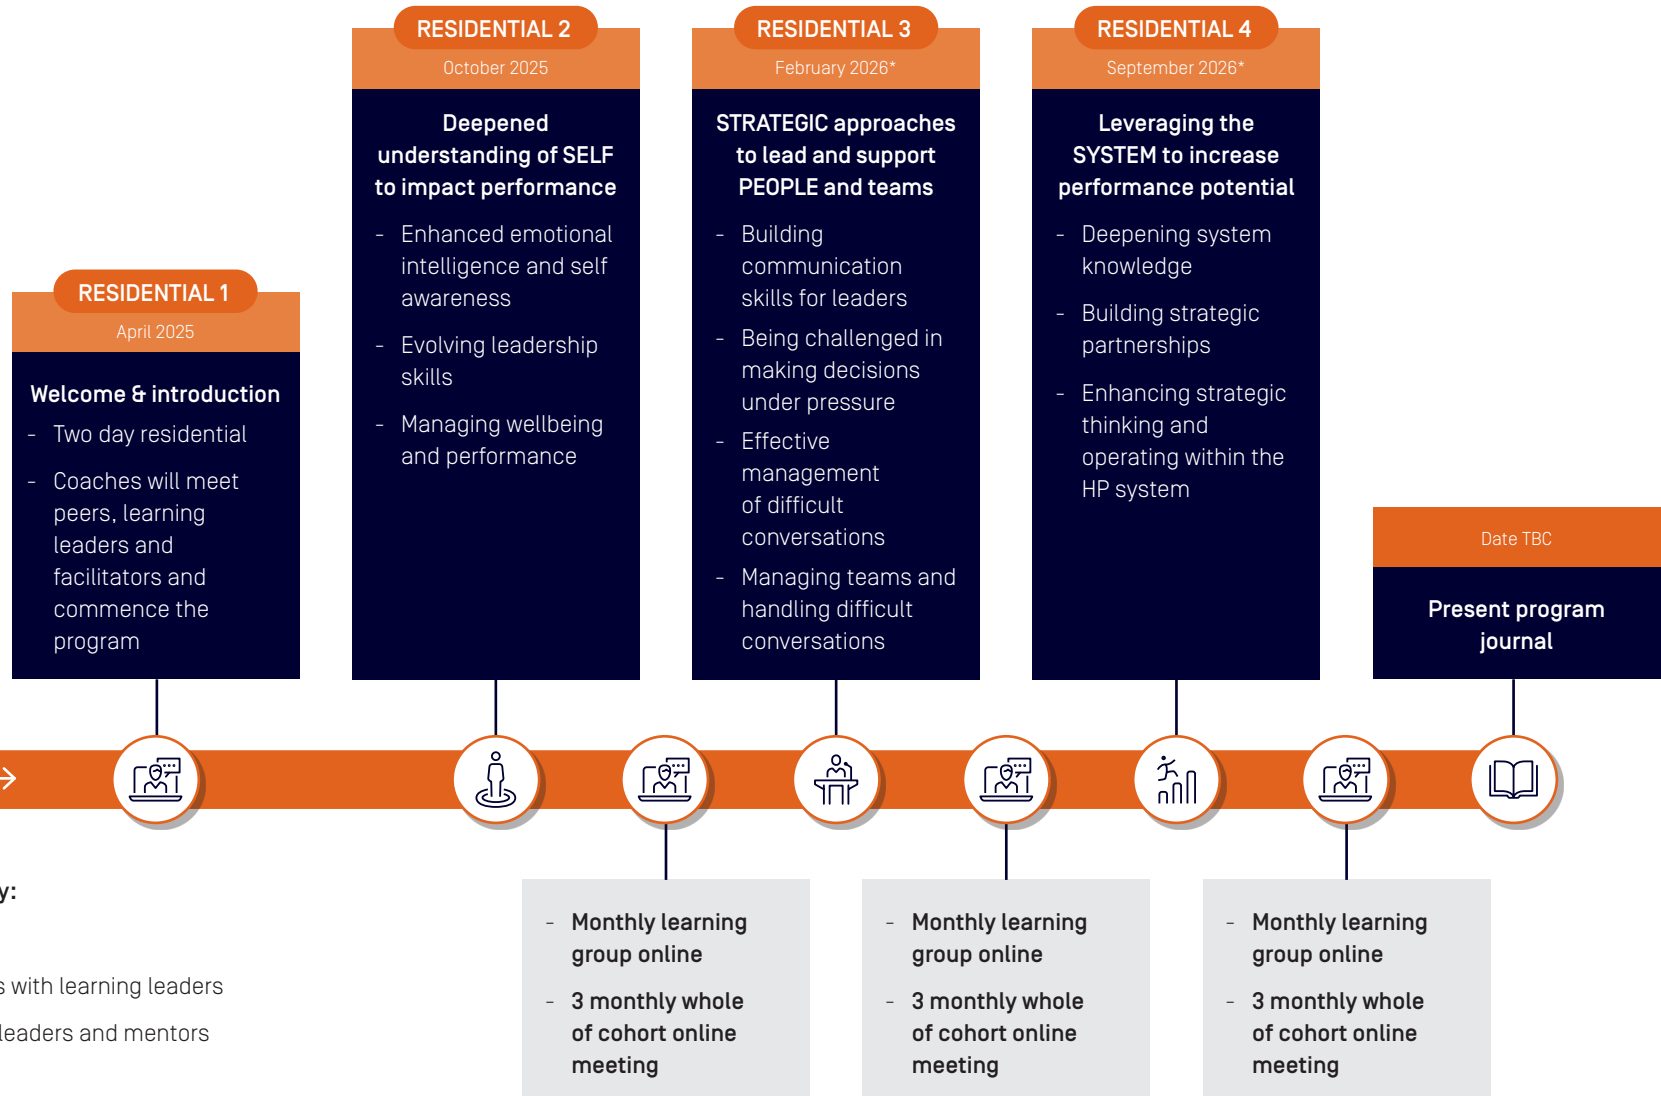 RESIDENTIAL 1
April 2025
Welcome & introduction
- Two day residential
- Coaches will meet
peers, learning
leaders and
facilitators and
commence the
program
RESIDENTIAL 2
October 2025
Deepened
understanding of SELF
to impact performance
- Enhanced emotional
intelligence and self
awareness
- Evolving leadership
skills
- Managing wellbeing
and performance
RESIDENTIAL 3
February 2026*
STRATEGIC approaches
to lead and support
PEOPLE and teams
- Building
communication
skills for leaders
- Being challenged in
making decisions
under pressure
- Effective
management
of difficult
conversations
- Managing teams and
handling difficult
conversations
RESIDENTIAL 4
September 2026*
Leveraging the
SYSTEM to increase
performance potential
- Deepening system
knowledge
- Building strategic
partnerships
- Enhancing strategic
thinking and
operating within the
HP system
Date TBC
Present program
journal
y:
s with learning leaders
leaders and mentors
- Monthly learning
group online
- 3 monthly whole
of cohort online
meeting
- Monthly learning
group online
- 3 monthly whole
of cohort online
meeting
- Monthly learning
group online
- 3 monthly whole
of cohort online
meeting